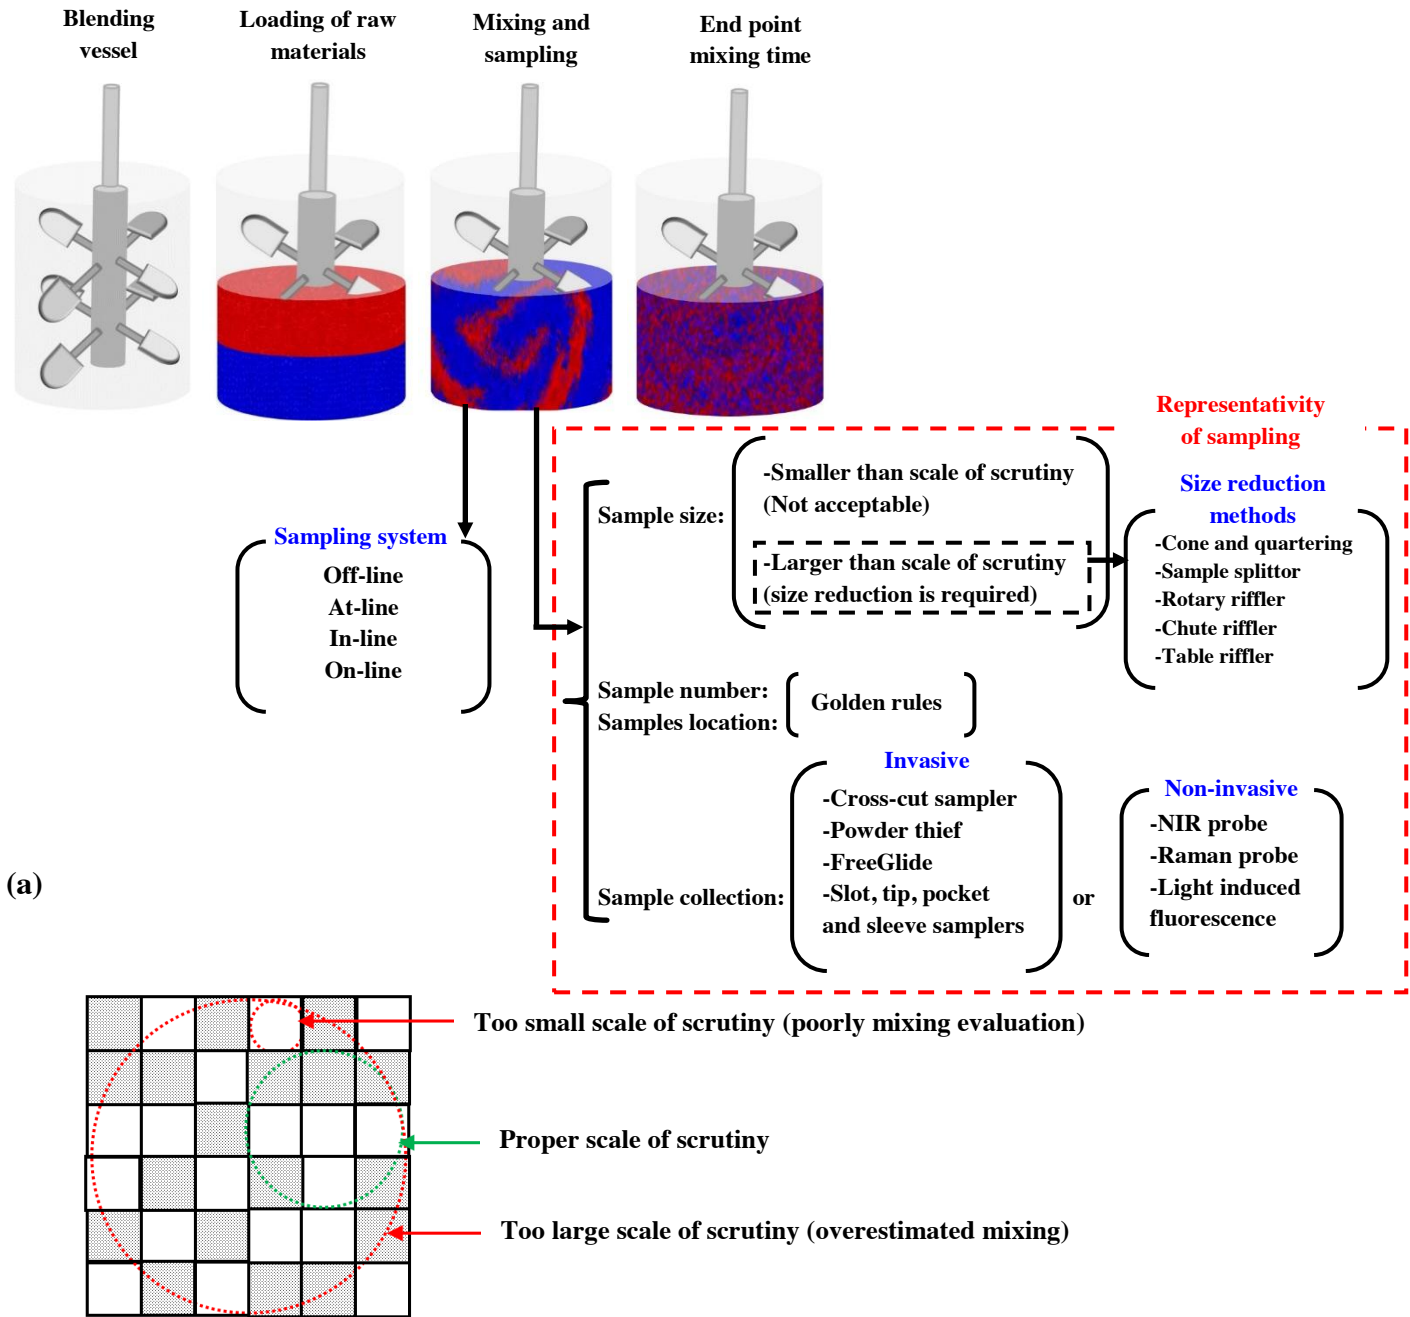 Blending
vessel
Loading of raw
materials
Mixing and
sampling
End point
mixing time
Representativity
of sampling
Sampling system
Off-line
At-line
In-line
On-line
Sample size:
-Smaller than scale of scrutiny
(Not acceptable)
-Larger than scale of scrutiny
(size reduction is required)
Size reduction
methods
-Cone and quartering
-Sample splittor
-Rotary riffler
-Chute riffler
-Table riffler
Sample number:
Samples location:
Golden rules
Sample collection:
Invasive
-Cross-cut sampler
-Powder thief
-FreeGlide
-Slot, tip, pocket
and sleeve samplers
or
Non-invasive
-NIR probe
-Raman probe
-Light induced
fluorescence
(a)
Too small scale of scrutiny (poorly mixing evaluation)
Proper scale of scrutiny
Too large scale of scrutiny (overestimated mixing)